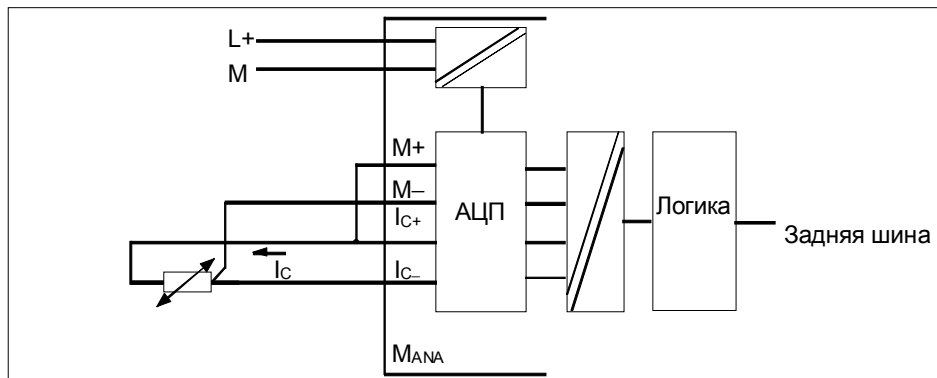 L+
M
M+
M–
IC+
АЦП
Логика
Задняя шина
IC
IC–
MANA